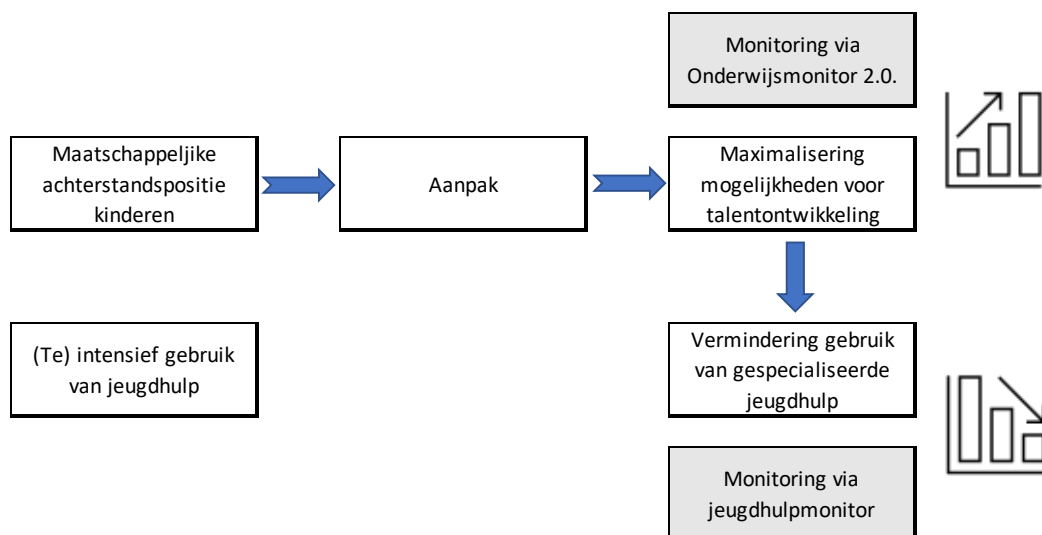 Monitoring via
Onderwijsmonitor 2.0.
Maatschappeljike
achterstandspositie
kinderen
Aanpak
Maximalisering
mogelijkheden voor
talentontwikkeling
(Te) intensief gebruik
van jeugdhulp
Vermindering gebruik
van gespecialiseerde
jeugdhulp
Monitoring via
jeugdhulpmonitor